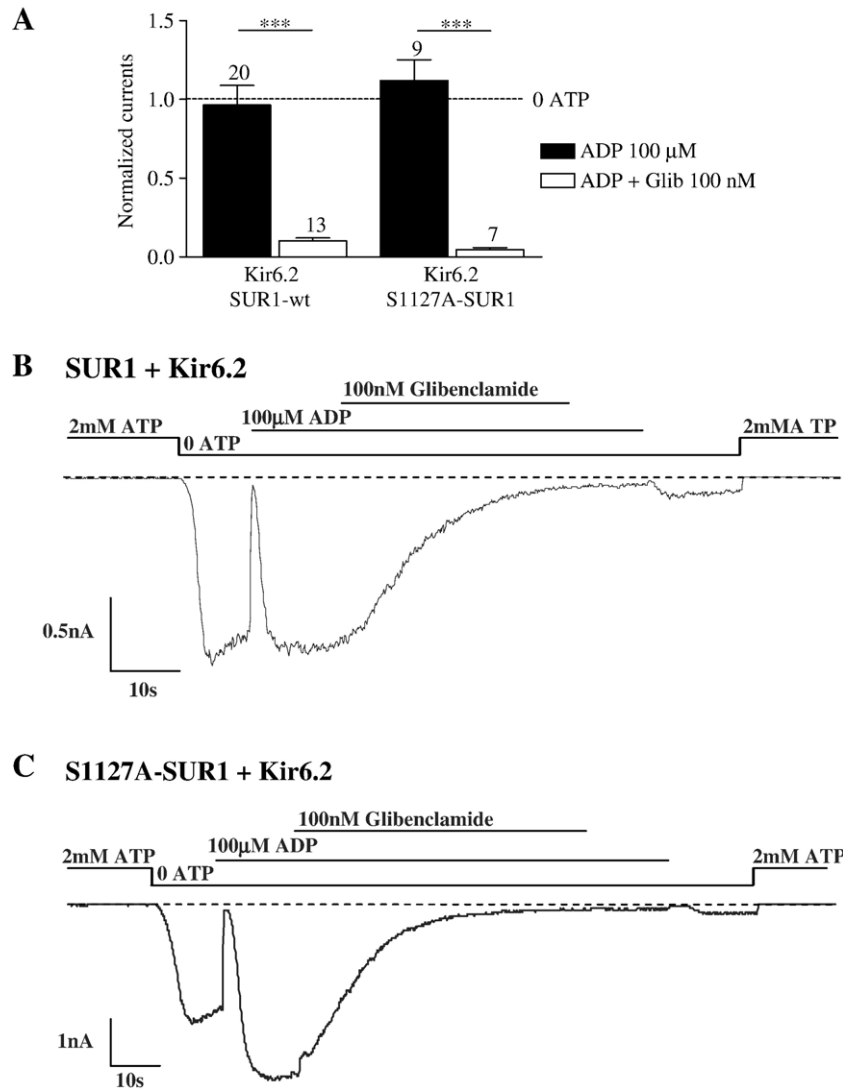 A
1.5
1.0
0.5
0.0
Normalized currents
***
***
20
13
9
7
0 ATP
ADP 100 μM
ADP + Glib 100 nM
Kir6.2
SUR1-wt
Kir6.2
S1127A-SUR1
B SUR1 + Kir6.2
100nM Glibenclamide
100μM ADP
2mM ATP
0 ATP
2mMA TP
0.5nA
10s
C S1127A-SUR1 + Kir6.2
100nM Glibenclamide
100μM ADP
2mM ATP
0 ATP
2mM ATP
1nA
10s